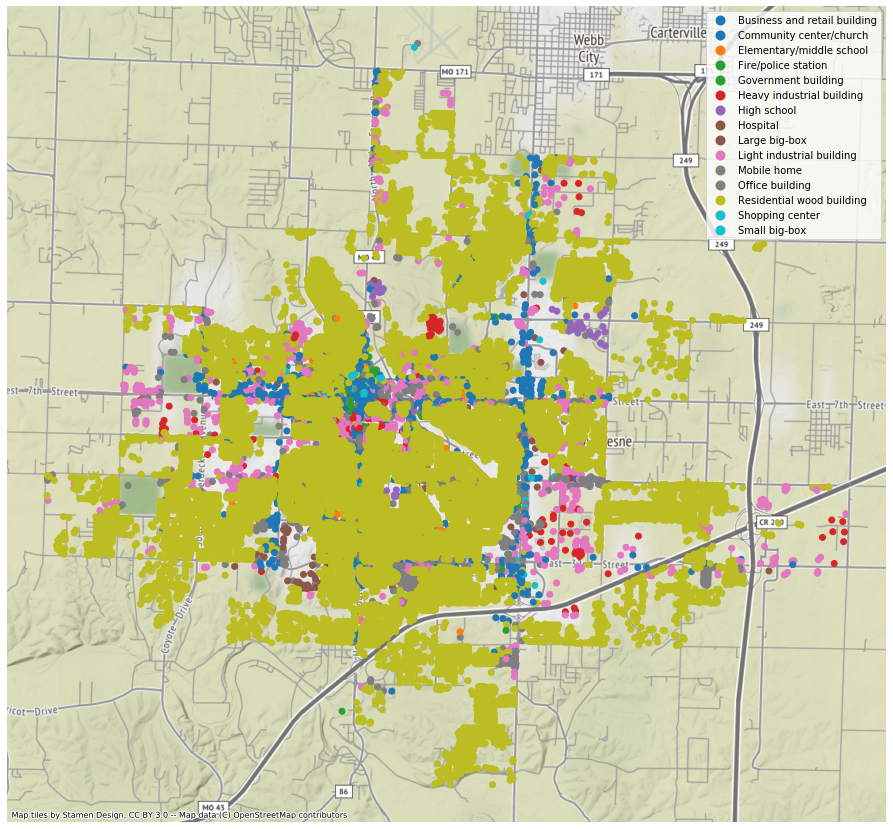 Webb
City
Carterville
MO 171
171
249
249
249
Business and retail building
Community center/church
Elementary/middle school
Fire/police station
Government building
Heavy industrial building
High school
Hospital
Large big-box
Light industrial building
Mobile home
Office building
Residential wood building
Shopping center
Small big-box
est 7th Street
Street
East 7th Street
esne
East 32nd Street
Coyote Drive
icot Drive
86
MO 43
Map tiles by Stamen Design, CC BY 3.0 -- Map data (C) OpenStreetMap contributors